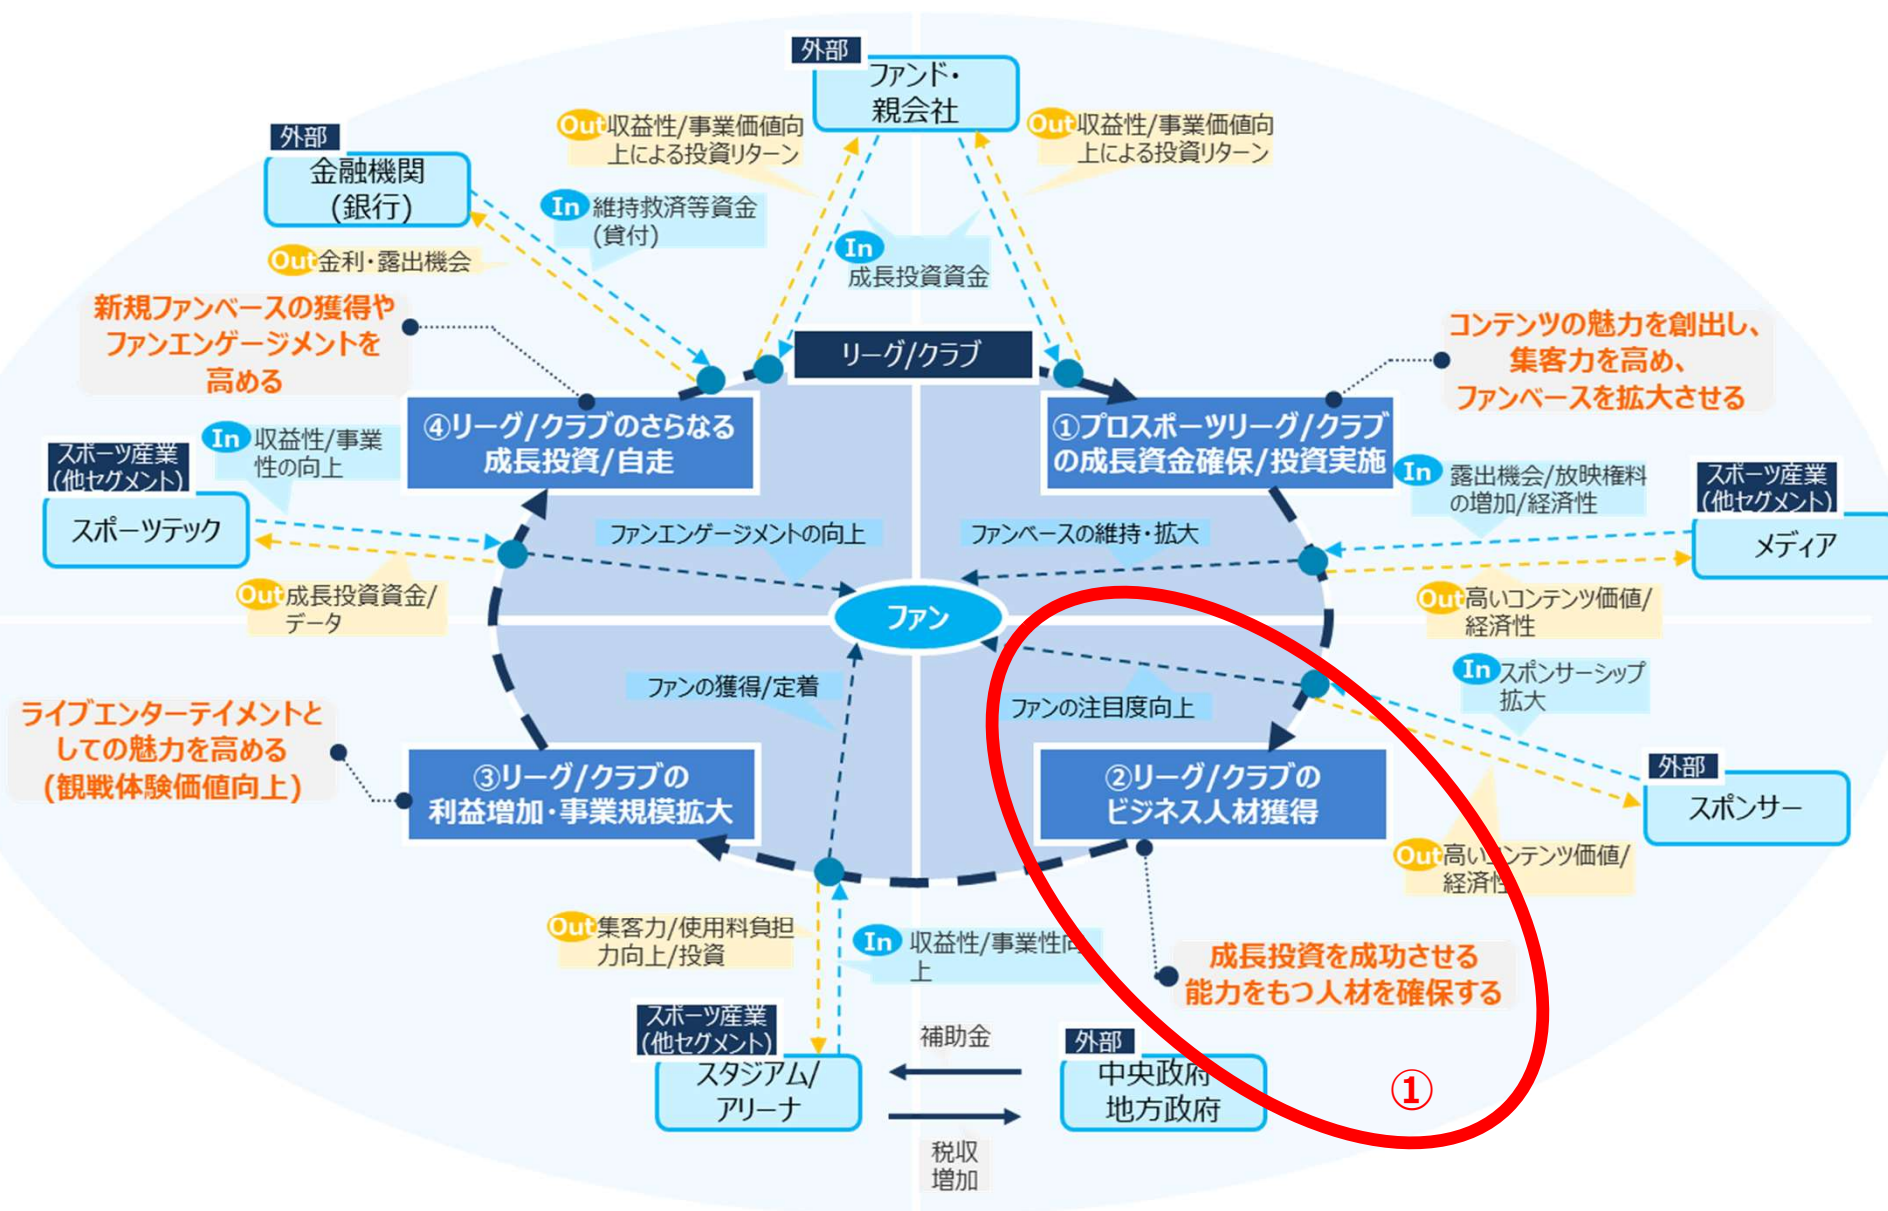 外部
ファンド・
親会社
Out 収益性/事業価値向
上による投資リターン
Out 収益性/事業価値向
上による投資リターン
外部
金融機関
(銀行)
In 維持救済等資金
(貸付)
In
成長投資資金
Out 金利・露出機会
新規ファンベースの獲得や
ファンエンゲージメントを
高める
リーグ/クラブ
コンテンツの魅力を創出し、
集客力を高め、
ファンベースを拡大させる
④リーグ/クラブのさらなる
成長投資/自走
①プロスポーツリーグ/クラブ
の成長資金確保/投資実施
スポーツ産業
(他セグメント)
スポーツテック
In 収益性/事業
性の向上
In 露出機会/放映権料
の増加/経済性
スポーツ産業
(他セグメント)
メディア
ファンエンゲージメントの向上
ファンベースの維持・拡大
Out 成長投資資金/
データ
ファン
Out 高いコンテンツ価値/
経済性
ファンの獲得/定着
ファンの注目度向上
In スポンサーシップ
拡大
ライブエンターテイメントと
しての魅力を高める
(観戦体験価値向上)
③リーグ/クラブの
利益増加・事業規模拡大
②リーグ/クラブの
ビジネス人材獲得
外部
スポンサー
Out 高いコンテンツ価値/
経済性
Out 集客力/使用料負担
力向上/投資
In 収益性/事業性向
上
成長投資を成功させる
能力をもつ人材を確保する
スポーツ産業
(他セグメント)
スタジアム/
アリーナ
補助金
税収
増加
外部
中央政府
地方政府
①